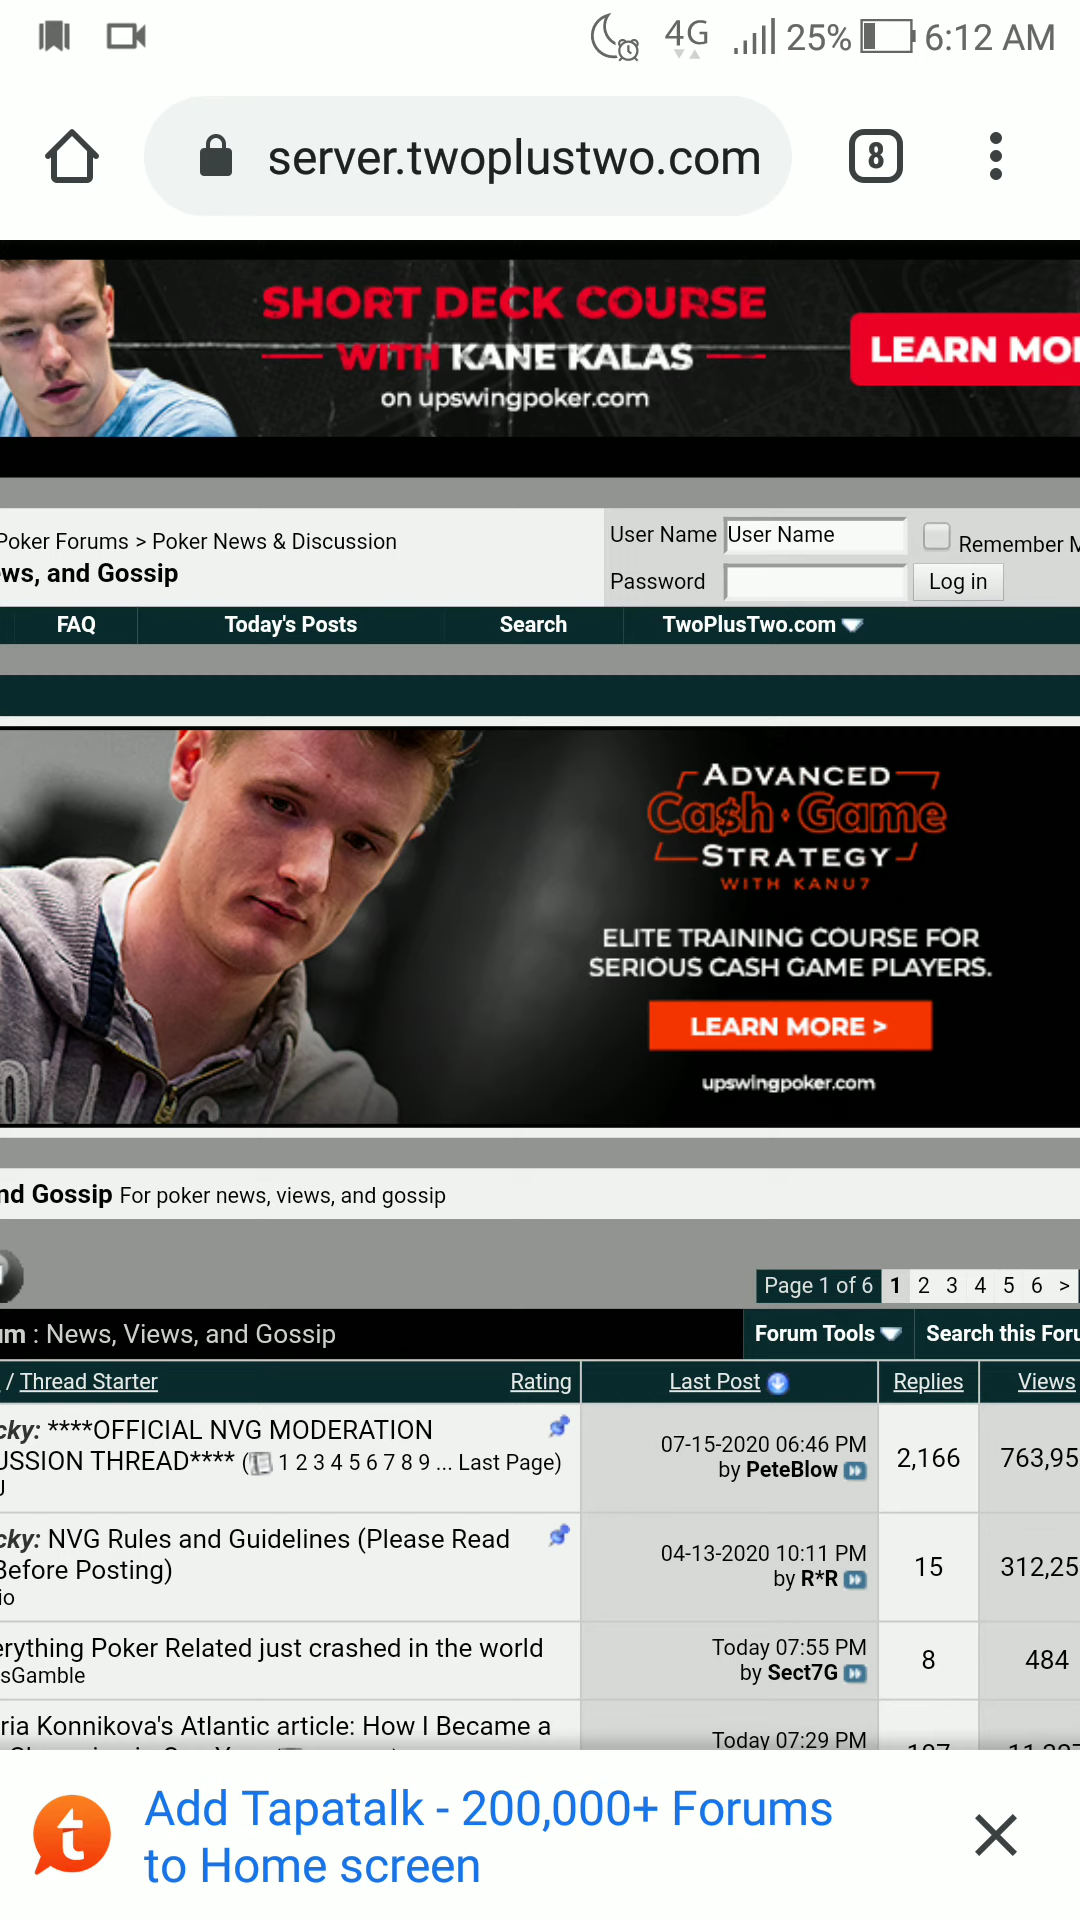 4G 25% 6:12 AM
server.twoplustwo.com 8
SHORT DECK COURSE
WITH KANE KALAS
on upswingpoker.com
LEARN MO
Poker Forums > Poker News & Discussion
ws, and Gossip
User Name User Name Remember M
Password Log in
FAQ Today's Posts Search TwoPlusTwo.com
ADVANCED
Ca$h Game
STRATEGY
WITH KANU7
ELITE TRAINING COURSE FOR
SERIOUS CASH GAME PLAYERS.
LEARN MORE >
upswingpoker.com
nd Gossip For poker news, views, and gossip
Page 1 of 6 1 2 3 4 5 6 >
um : News, Views, and Gossip Forum Tools Search this Foru
/ Thread Starter Rating Last Post Replies Views
cky: ****OFFICIAL NVG MODERATION
USSION THREAD**** ( 1 2 3 4 5 6 7 8 9 ... Last Page)
07-15-2020 06:46 PM
by PeteBlow
2,166 763,95
cky: NVG Rules and Guidelines (Please Read
Before Posting)
io
04-13-2020 10:11 PM
by R*R
15 312,25
erything Poker Related just crashed in the world
sGamble
Today 07:55 PM
by Sect7G
8 484
ria Konnikova's Atlantic article: How I Became a
Today 07:29 PM
Add Tapatalk - 200,000+ Forums
to Home screen